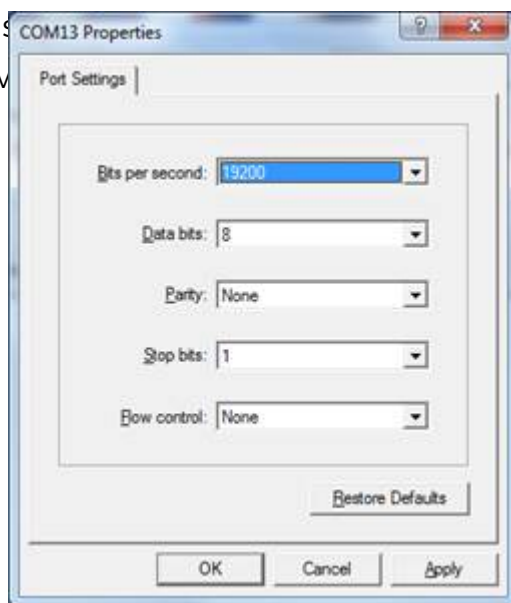 COM13 Properties
Port Settings
Bits per second: 19200
Data bits: 8
Parity: None
Stop bits: 1
Flow control: None
Restore Defaults
OK Cancel Apply